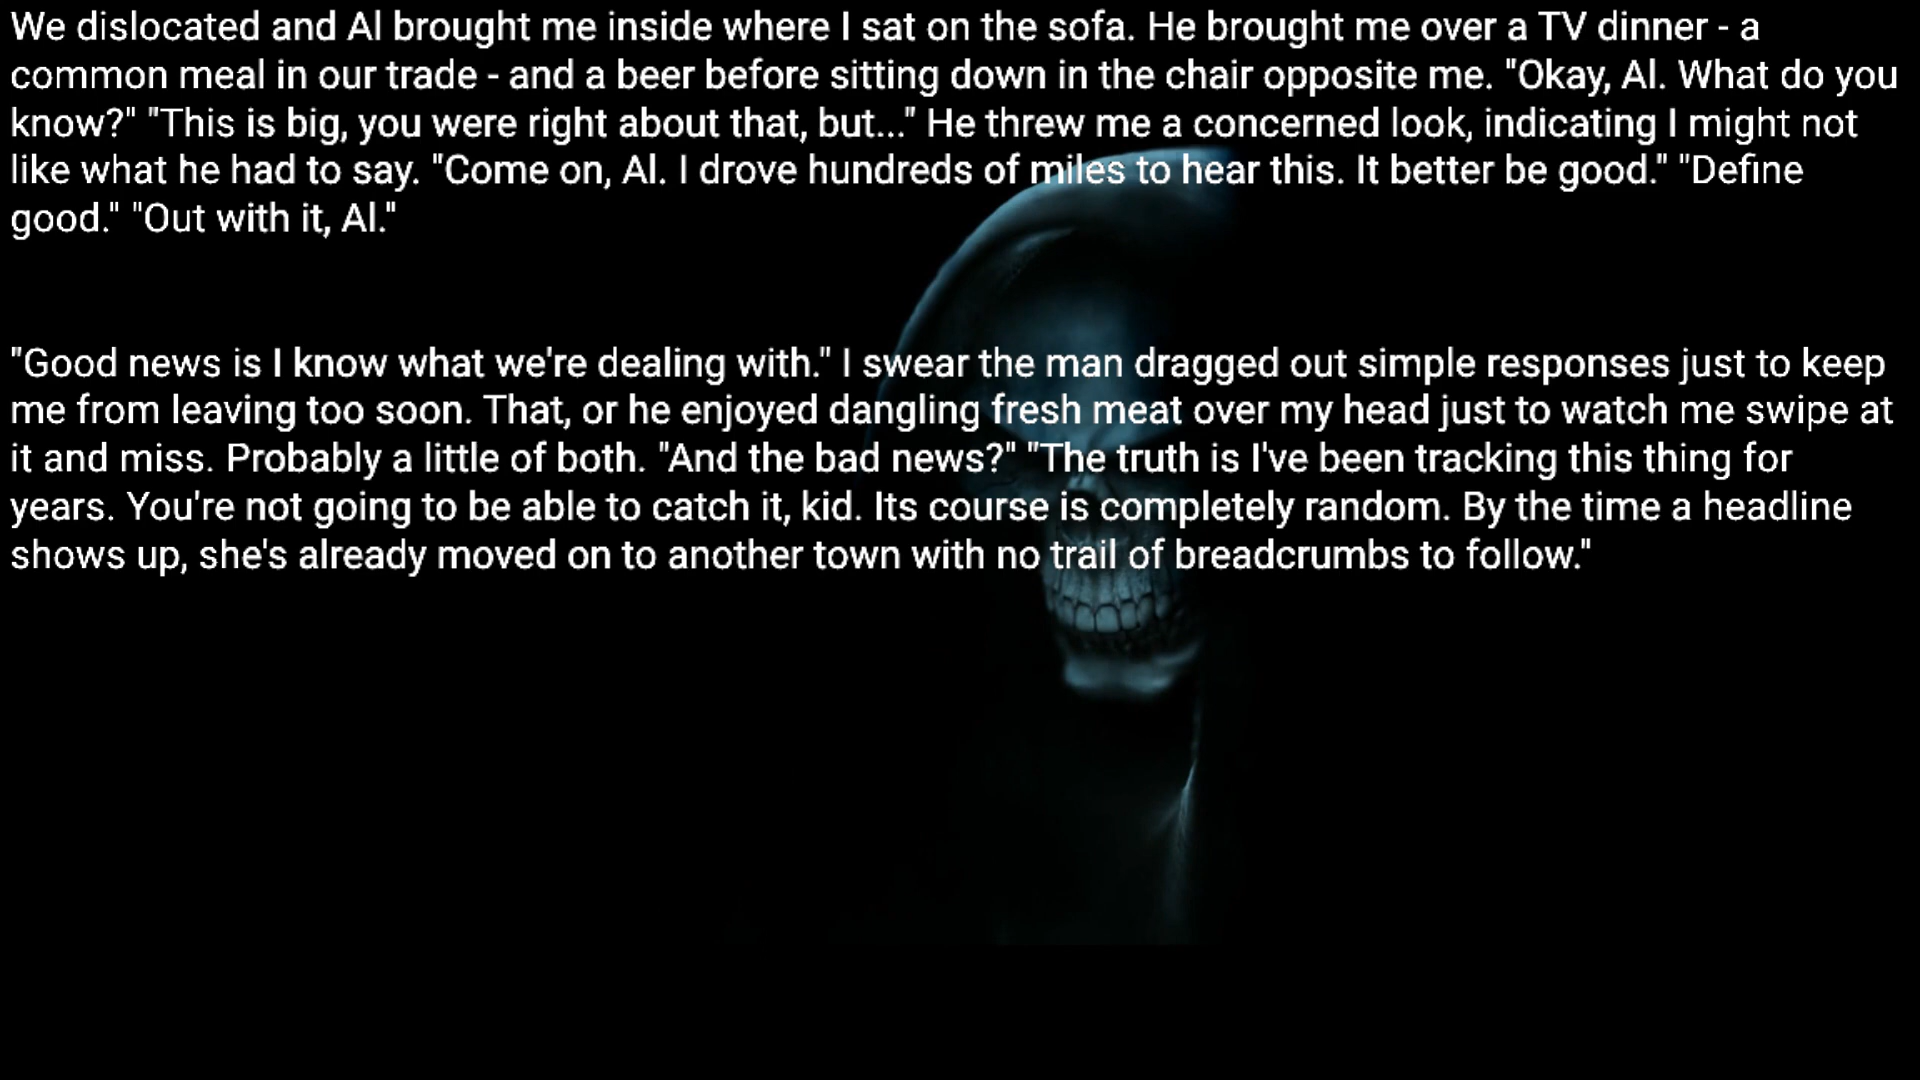 We dislocated and Al brought me inside where I sat on the sofa. He brought me over a TV dinner - a
common meal in our trade - and a beer before sitting down in the chair opposite me. "Okay, Al. What do you
know?" "This is big, you were right about that, but..." He threw me a concerned look, indicating I might not
like what he had to say. "Come on, Al. I drove hundreds of miles to hear this. It better be good." "Define
good." "Out with it, Al."
"Good news is I know what we're dealing with." I swear the man dragged out simple responses just to keep
me from leaving too soon. That, or he enjoyed dangling fresh meat over my head just to watch me swipe at
it and miss. Probably a little of both. "And the bad news?" "The truth is I've been tracking this thing for
years. You're not going to be able to catch it, kid. Its course is completely random. By the time a headline
shows up, she's already moved on to another town with no trail of breadcrumbs to follow."